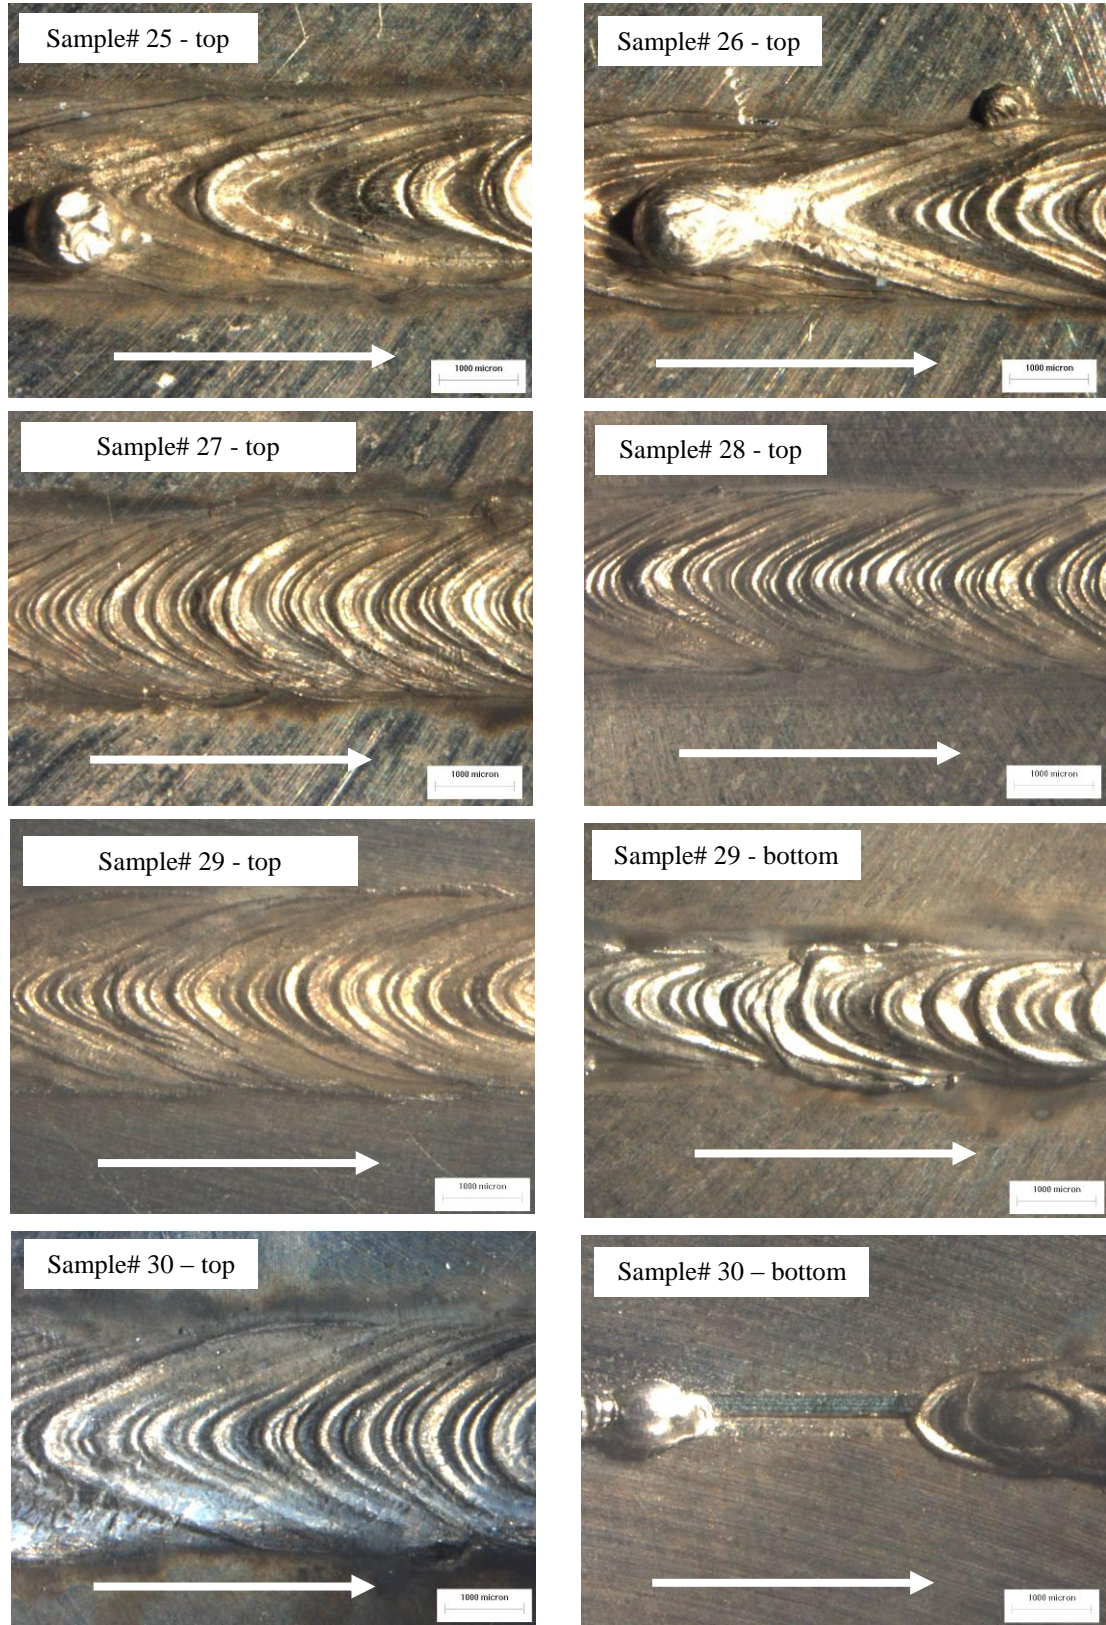 Sample# 25 - top
1000 micron
Sample# 26 - top
1000 micron
Sample# 27 - top
1000 micron
Sample# 28 - top
1000 micron
Sample# 29 - top
1000 micron
Sample# 29 - bottom
1000 micron
Sample# 30 – top
1000 micron
Sample# 30 – bottom
1000 micron